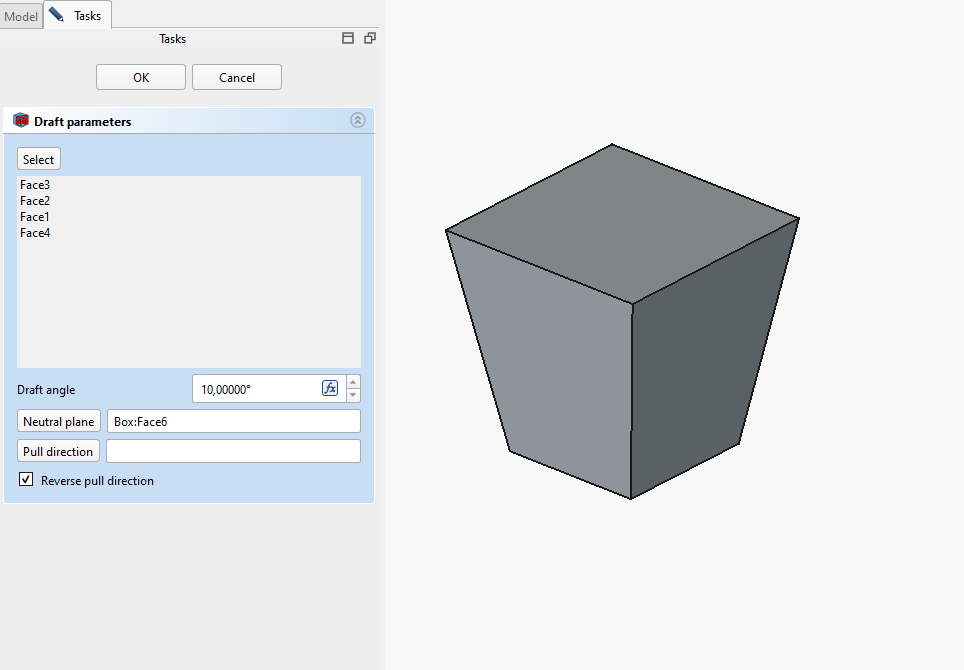 Model
Tasks
Tasks
OK
Cancel
Draft parameters
Select
Face3
Face2
Face1
Face4
Draft angle
10,00000°
fx
Neutral plane
Box:Face6
Pull direction
Reverse pull direction